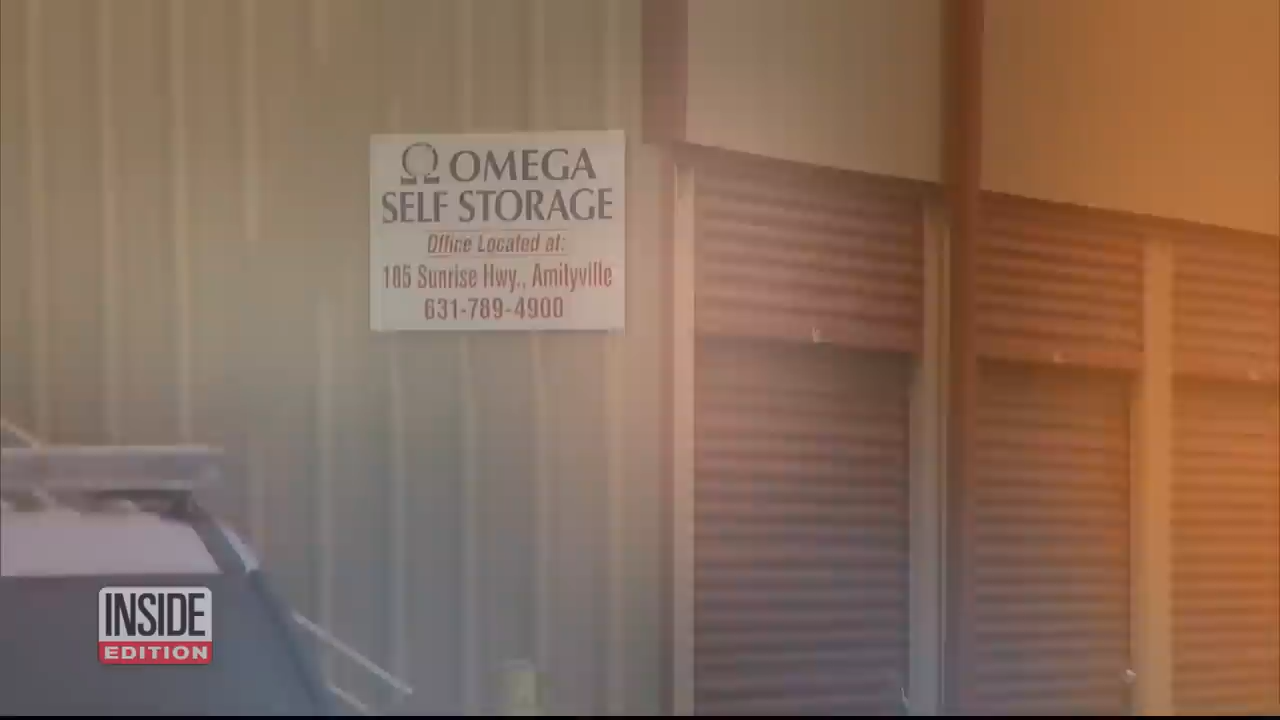 Ω OMEGA
SELF STORAGE
Office Located at:
185 Sunrise Hwy., Amityville
631-789-4900
INSIDE
EDITION